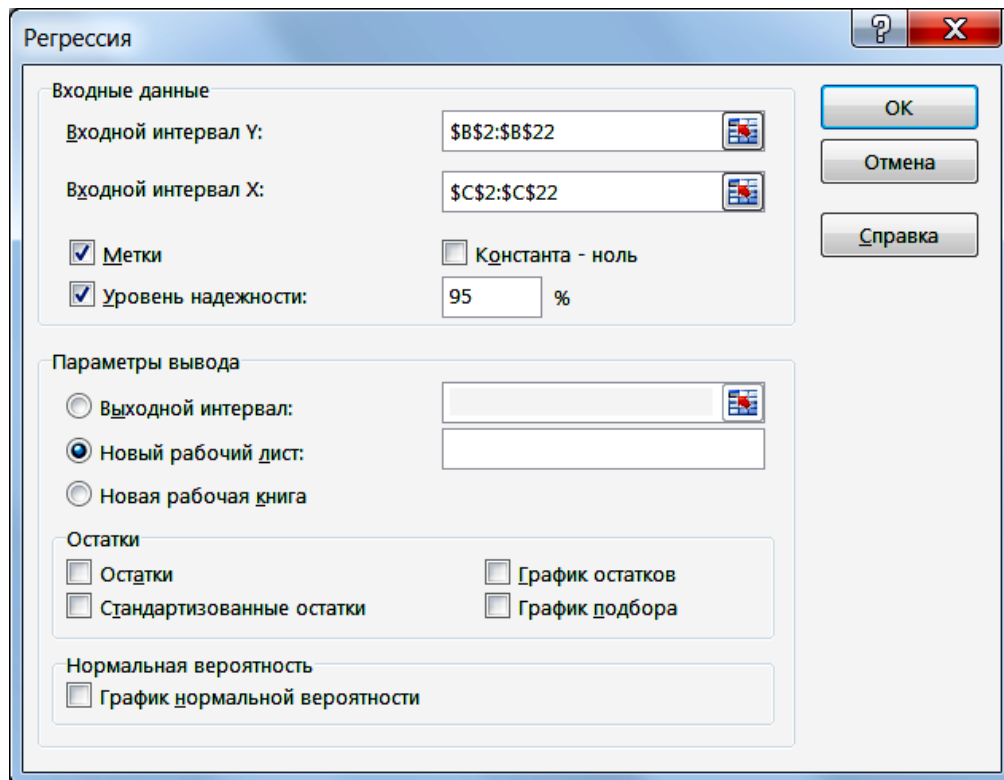 Регрессия
Входные данные
Входной интервал Y: $B$2:$B$22
Входной интервал X: $C$2:$C$22
Метки Константа - ноль
Уровень надежности: 95 %
OK
Отмена
Справка
Параметры вывода
Выходной интервал:
Новый рабочий лист:
Новая рабочая книга
Остатки
Остатки График остатков
Стандартизованные остатки График подбора
Нормальная вероятность
График нормальной вероятности